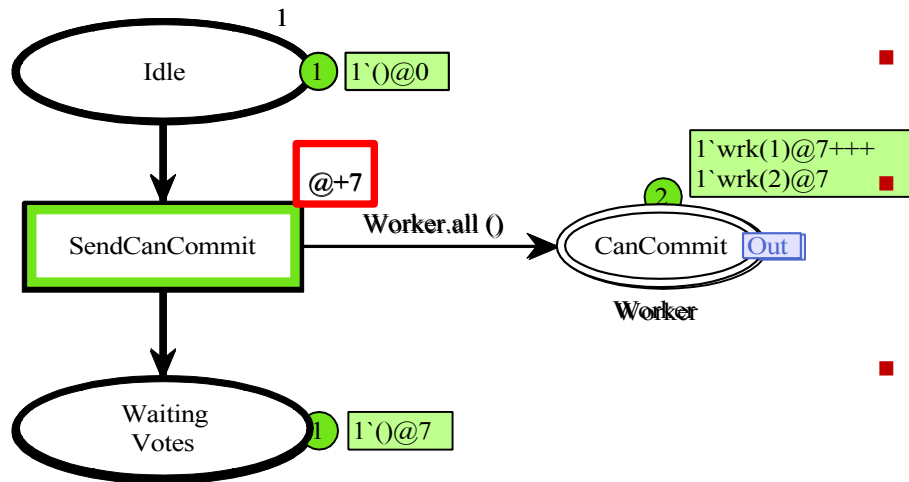 1
Idle
1
1`()@0
1`wrk(1)@7+++
1`wrk(2)@7
@+7
2
SendCanCommit
Worker.all ()
CanCommit
Out
Worker
Waiting
Votes
1
1`()@7